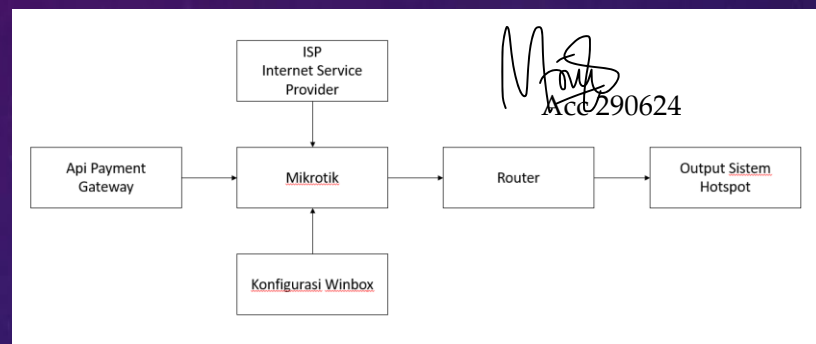 ISP
Internet Service
Provider
Acc 290624
Api Payment
Gateway
Mikrotik
Router
Output Sistem
Hotspot
Konfigurasi Winbox